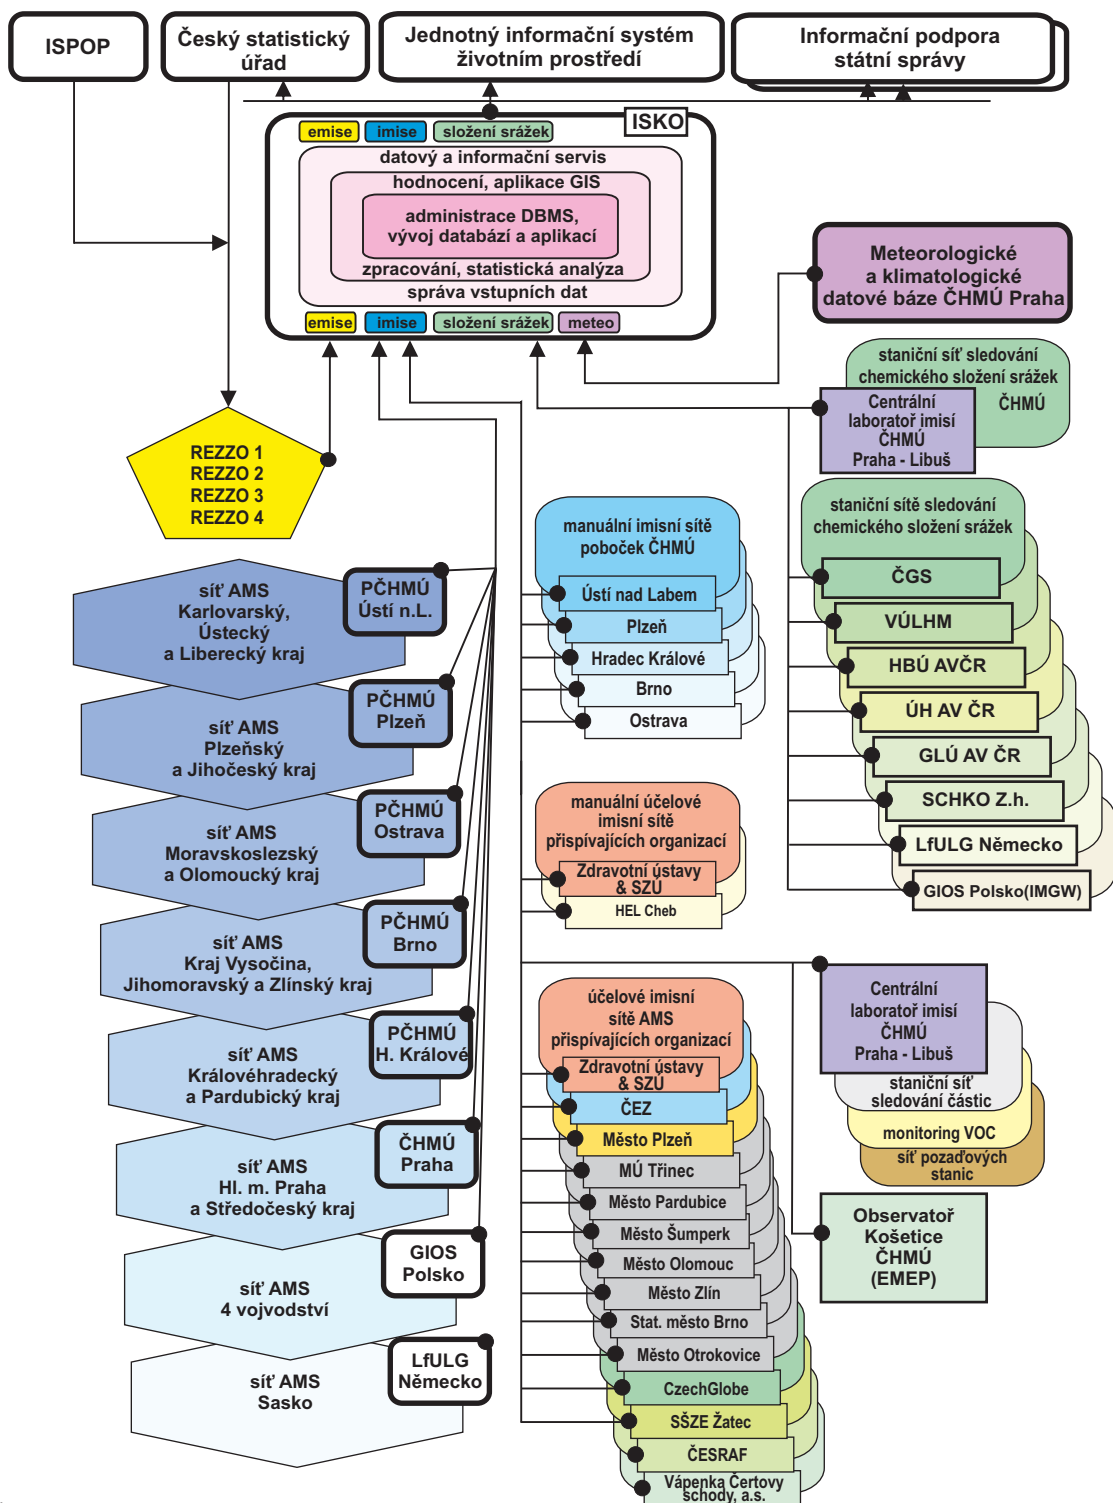 ISPOP
Český statistický
úřad
Jednotný informační systém
životním prostředí
Informační podpora
státní správy
ISKO
emise
imise
složení srážek
datový a informační servis
hodnocení, aplikace GIS
administrace DBMS,
vývoj databází a aplikací
zpracování, statistická analýza
správa vstupních dat
emise
imise
složení srážek
meteo
Meteorologické
a klimatologické
datové báze ČHMÚ Praha
staniční síť sledování
chemického složení srážek
ČHMÚ
Centrální
laboratoř imisí
ČHMÚ
Praha - Libuš
REZZO 1
REZZO 2
REZZO 3
REZZO 4
síť AMS
Karlovarský,
Ústecký
a Liberecký kraj
PČHMÚ
Ústí n.L.
síť AMS
Plzeňský
a Jihočeský kraj
PČHMÚ
Plzeň
síť AMS
Moravskoslezský
a Olomoucký kraj
PČHMÚ
Ostrava
síť AMS
Kraj Vysočina,
Jihomoravský a Zlínský kraj
PČHMÚ
Brno
síť AMS
Královéhradecký
a Pardubický kraj
PČHMÚ
H. Králové
síť AMS
Hl. m. Praha
a Středočeský kraj
ČHMÚ
Praha
síť AMS
4 vojvodství
GIOS
Polsko
síť AMS
Sasko
LfULG
Německo
manuální imisní sítě
poboček ČHMÚ
Ústí nad Labem
Plzeň
Hradec Králové
Brno
Ostrava
manuální účelové
imisní sítě
přispívajících organizací
Zdravotní ústavy
& SZÚ
HEL Cheb
účelové imisní
sítě AMS
přispívajících organizací
Zdravotní ústavy
& SZÚ
ČEZ
Město Plzeň
MÚ Třinec
Město Pardubice
Město Šumperk
Město Olomouc
Město Zlín
Stat. město Brno
Město Otrokovice
CzechGlobe
SŠZE Žatec
ČESRAF
Vápenka Čertovy
schody, a.s.
staniční sítě sledování
chemického složení srážek
ČGS
VÚLHM
HBÚ AVČR
ÚH AV ČR
GLÚ AV ČR
SCHKO Z.h.
LfULG Německo
GIOS Polsko(IMGW)
Centrální
laboratoř imisí
ČHMÚ
Praha - Libuš
staniční síť
sledování částic
monitoring VOC
síť pozaďových
stanic
Observatoř
Košetice
ČHMÚ
(EMEP)